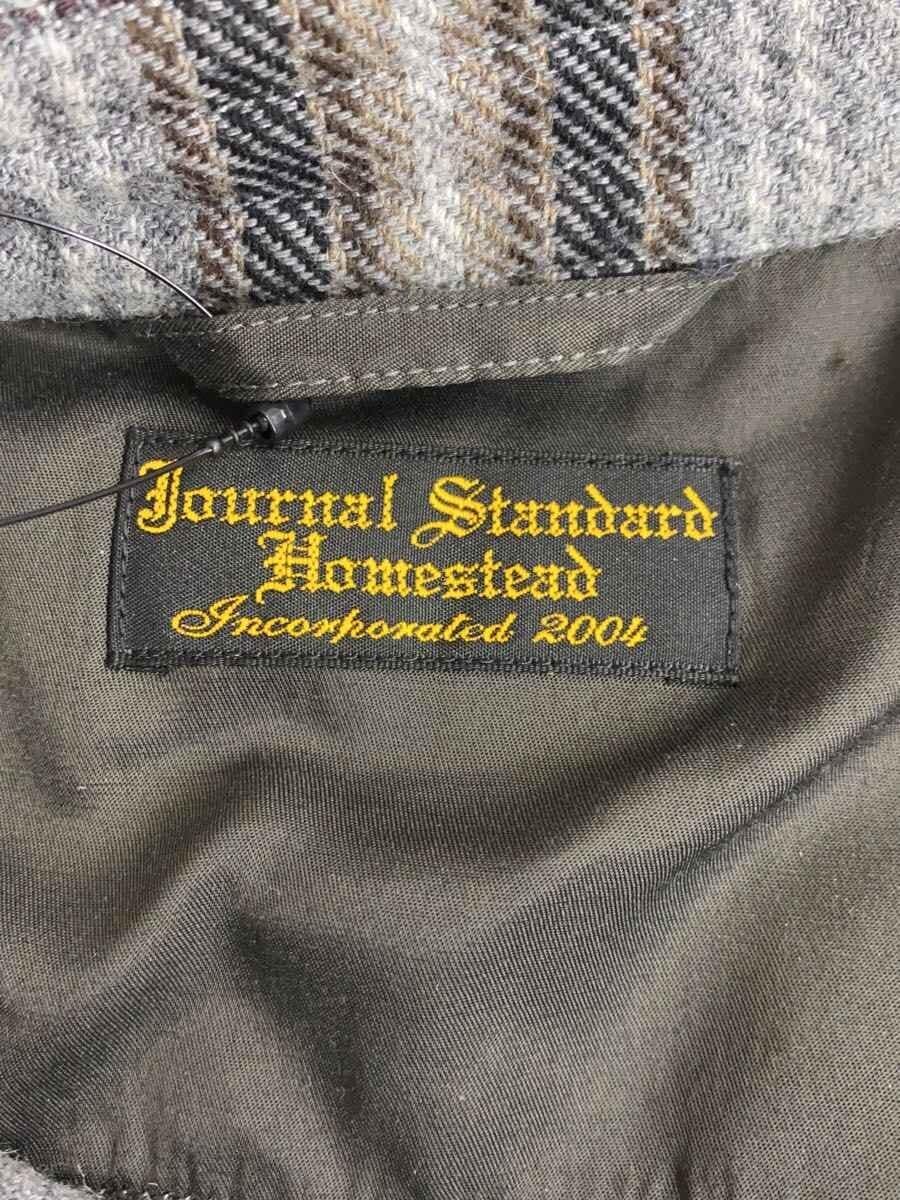 Journal Standard
Homestead
Incorporated 2004